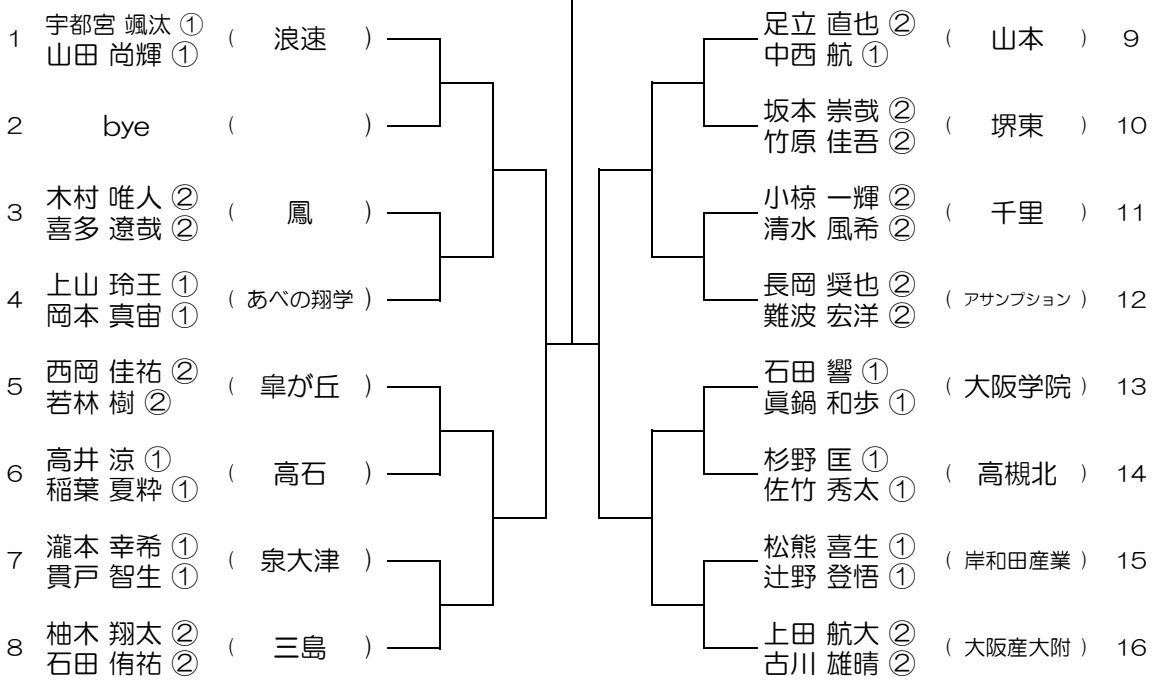 1 宇都宮 颯汰 ① 山田 尚輝 ① ( 浪速 )
2 bye ( )
3 木村 唯人 ② 喜多 遼哉 ② ( 鳳 )
4 上山 玲王 ① 岡本 真宙 ① ( あべの翔学 )
5 西岡 佳祐 ② 若林 樹 ② ( 皐が丘 )
6 高井 涼 ① 稲葉 夏粋 ① ( 高石 )
7 瀧本 幸希 ① 貫戸 智生 ① ( 泉大津 )
8 柚木 翔太 ② 石田 侑祐 ② ( 三島 )
足立 直也 ② 中西 航 ① ( 山本 ) 9
坂本 崇哉 ② 竹原 佳吾 ② ( 堺東 ) 10
小椋 一輝 ② 清水 風希 ② ( 千里 ) 11
長岡 奨也 ② 難波 宏洋 ② ( アサンプション ) 12
石田 響 ① 眞鍋 和歩 ① ( 大阪学院 ) 13
杉野 匡 ① 佐竹 秀太 ① ( 高槻北 ) 14
松熊 喜生 ① 辻野 登悟 ① ( 岸和田産業 ) 15
上田 航大 ② 古川 雄晴 ② ( 大阪産大附 ) 16